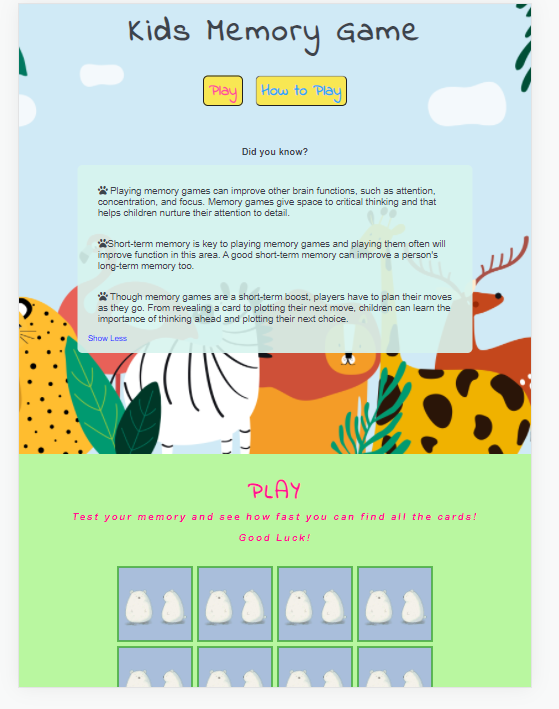 Kids Memory Game
Play
How to Play
Did you know?
Playing memory games can improve other brain functions, such as attention,
concentration, and focus. Memory games give space to critical thinking and that
helps children nurture their attention to detail.
Short-term memory is key to playing memory games and playing them often will
improve function in this area. A good short-term memory can improve a person's
long-term memory too.
Though memory games are a short-term boost, players have to plan their moves
as they go. From revealing a card to plotting their next move, children can learn the
importance of thinking ahead and plotting their next choice.
Show Less
PLAY
Test your memory and see how fast you can find all the cards!
Good Luck!